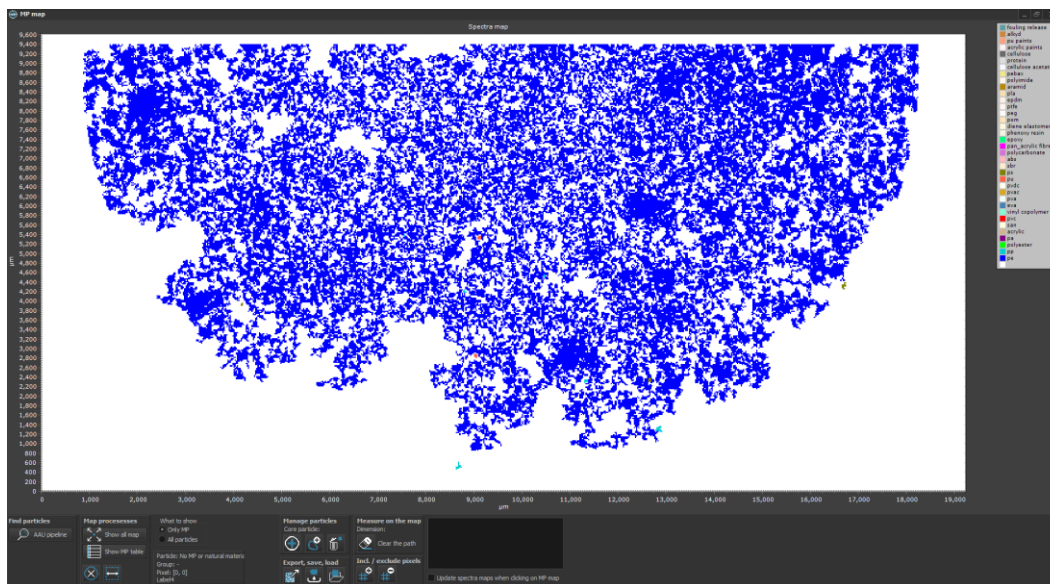 MP map
Spectra map
9,600
9,400
9,200
9,000
8,800
8,600
8,400
8,200
8,000
7,800
7,600
7,400
7,200
7,000
6,800
6,600
6,400
6,200
6,000
5,800
5,600
5,400
5,200
5,000
4,800
4,600
4,400
4,200
4,000
3,800
3,600
3,400
3,200
3,000
2,800
2,600
2,400
2,200
2,000
1,800
1,600
1,400
1,200
1,000
800
600
400
200
0
µm
0 1,000 2,000 3,000 4,000 5,000 6,000 7,000 8,000 9,000 10,000 11,000 12,000 13,000 14,000 15,000 16,000 17,000 18,000 19,000
µm
fouling release
alkyd
pu paints
acrylic paints
cellulose
protein
cellulose acetate
pebax
polyimide
aramid
pla
epdm
ptfe
peg
pom
diene elastomer
phenoxy resin
epoxy
pan_acrylic fibre
polycarbonate
abs
sbr
ps
pu
pvdc
pvac
pva
eva
vinyl copolymer
pvc
acrylic
pa
polyester
pp
pe
Find particles
AAU pipeline
Map processes
Show all map
Show MP table
What to show
Only MP
All particles
Particle: No MP or natural materia
Group: -
Pixel: [0, 0]
Label4
Manage particles
Core particle:
Export, save, load
Measure on the map
Dimension:
Clear the path
Incl. / exclude pixels
Update spectra maps when clicking on MP map